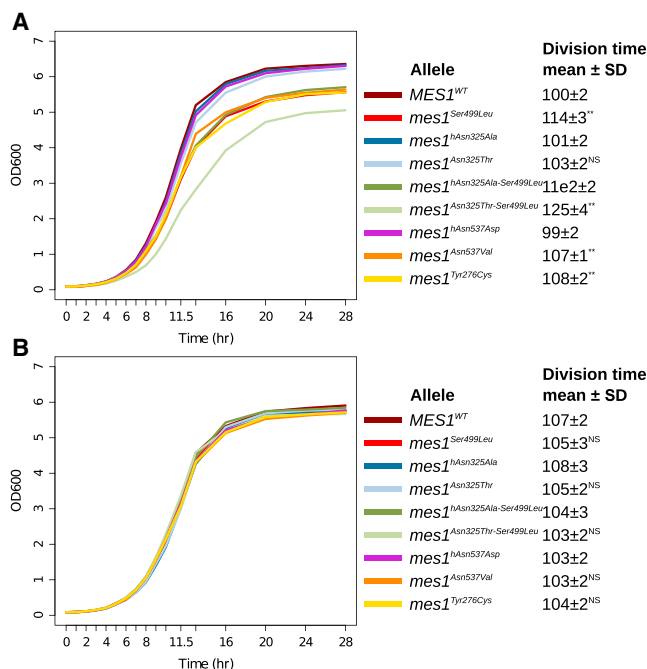 A
7
6
5
4
3
2
1
0
OD600
0 2 4 6 8 11.5 16 20 24 28
Time (hr)
Division time
Allele mean ± SD
MES1WT 100±2
mes1Ser499Leu 114±3**
mes1hAsn325Ala 101±2
mes1Asn325Thr 103±2NS
mes1hAsn325Ala-Ser499Leu 11e2±2
mes1Asn325Thr-Ser499Leu 125±4**
mes1hAsn537Asp 99±2
mes1Asn537Val 107±1**
mes1Tyr276Cys 108±2**
B
7
6
5
4
3
2
1
0
OD600
0 2 4 6 8 11.5 16 20 24 28
Time (hr)
Division time
Allele mean ± SD
MES1WT 107±2
mes1Ser499Leu 105±3NS
mes1hAsn325Ala 108±3
mes1Asn325Thr 105±2NS
mes1hAsn325Ala-Ser499Leu 104±3
mes1Asn325Thr-Ser499Leu 103±2NS
mes1hAsn537Asp 103±2
mes1Asn537Val 103±2NS
mes1Tyr276Cys 104±2NS